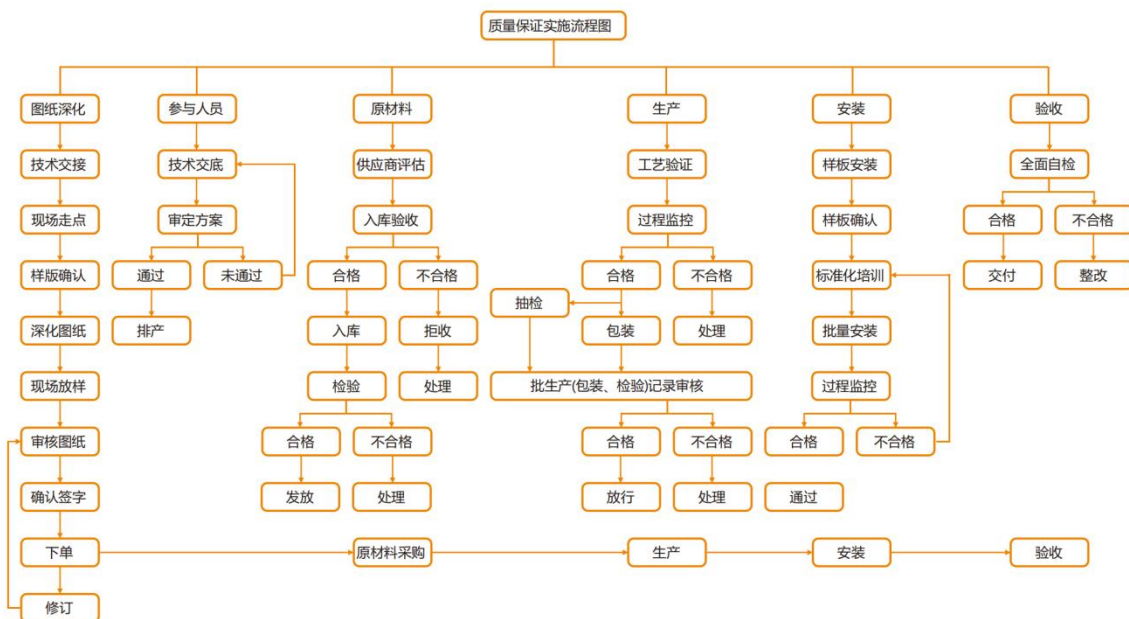 质量保证实施流程图
图纸深化
参与人员
原材料
生产
安装
验收
技术交接
技术交底
供应商评估
工艺验证
样板安装
全面自检
现场走点
审定方案
入库验收
过程监控
样板确认
合格
不合格
样版确认
通过
未通过
合格
不合格
合格
不合格
标准化培训
交付
整改
抽检
深化图纸
排产
入库
拒收
包装
处理
批量安装
现场放样
检验
处理
批生产(包装、检验)记录审核
过程监控
审核图纸
合格
不合格
合格
不合格
合格
不合格
确认签字
发放
处理
放行
处理
通过
下单
原材料采购
生产
安装
验收
修订